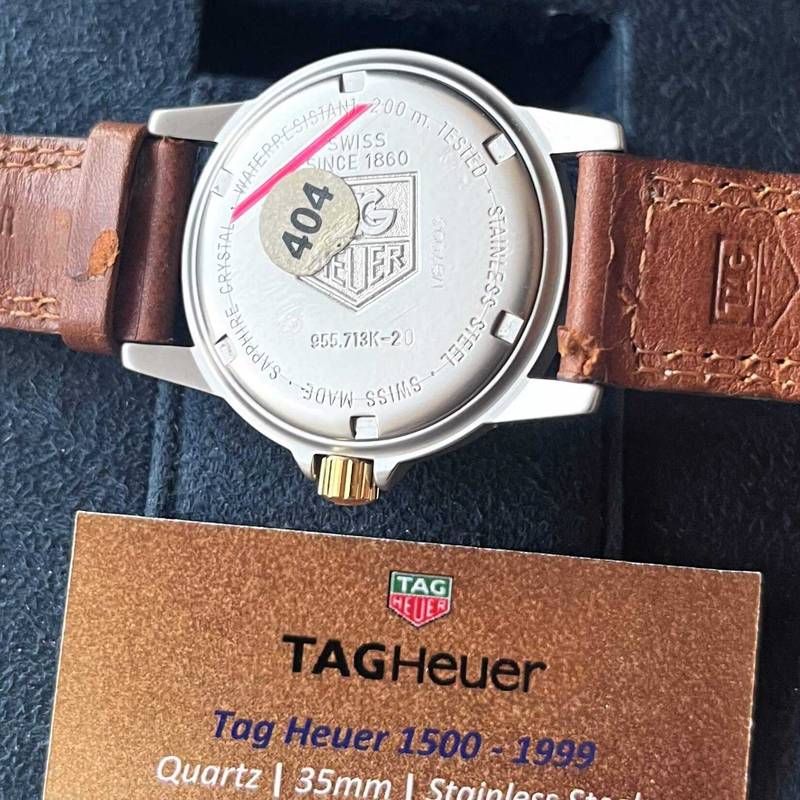 SAPPHIRE CRYSTAL · WATER RESISTANT 200 m. TESTED · STAINLESS STEEL · SWISS MADE ·
SWISS
SINCE 1860
404
HEUER
955.713K-20
TAG
TAG
HEUER
TAGHeuer
Tag Heuer 1500 - 1999
Quartz | 35mm | Stainless Steel